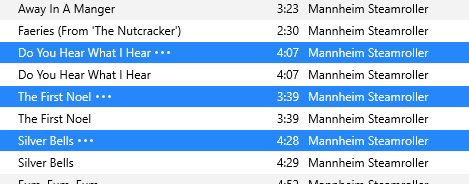 Away In A Manger 3:23 Mannheim Steamroller
Faeries (From 'The Nutcracker') 2:30 Mannheim Steamroller
Do You Hear What I Hear ••• 4:07 Mannheim Steamroller
Do You Hear What I Hear 4:07 Mannheim Steamroller
The First Noel ••• 3:39 Mannheim Steamroller
The First Noel 3:39 Mannheim Steamroller
Silver Bells ••• 4:28 Mannheim Steamroller
Silver Bells 4:29 Mannheim Steamroller
Mannheim Steamroller